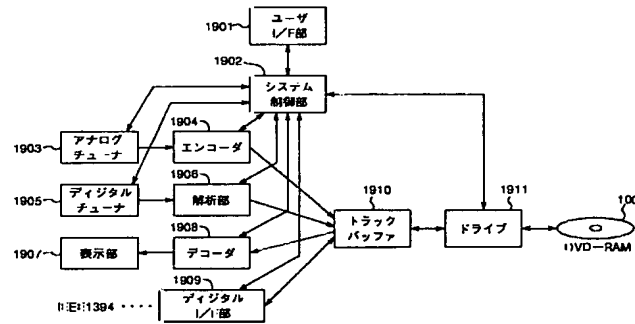 1901
ユーザ
I/F部
1902
システム
制御部
1903
アナログ
チューナ
1904
エンコーダ
1905
ディジタル
チューナ
1906
解析部
1907
表示部
1908
デコーダ
1909
ディジタル
I/F部
IEEE1394
1910
トラック
バッファ
1911
ドライブ
100
DVD-RAM